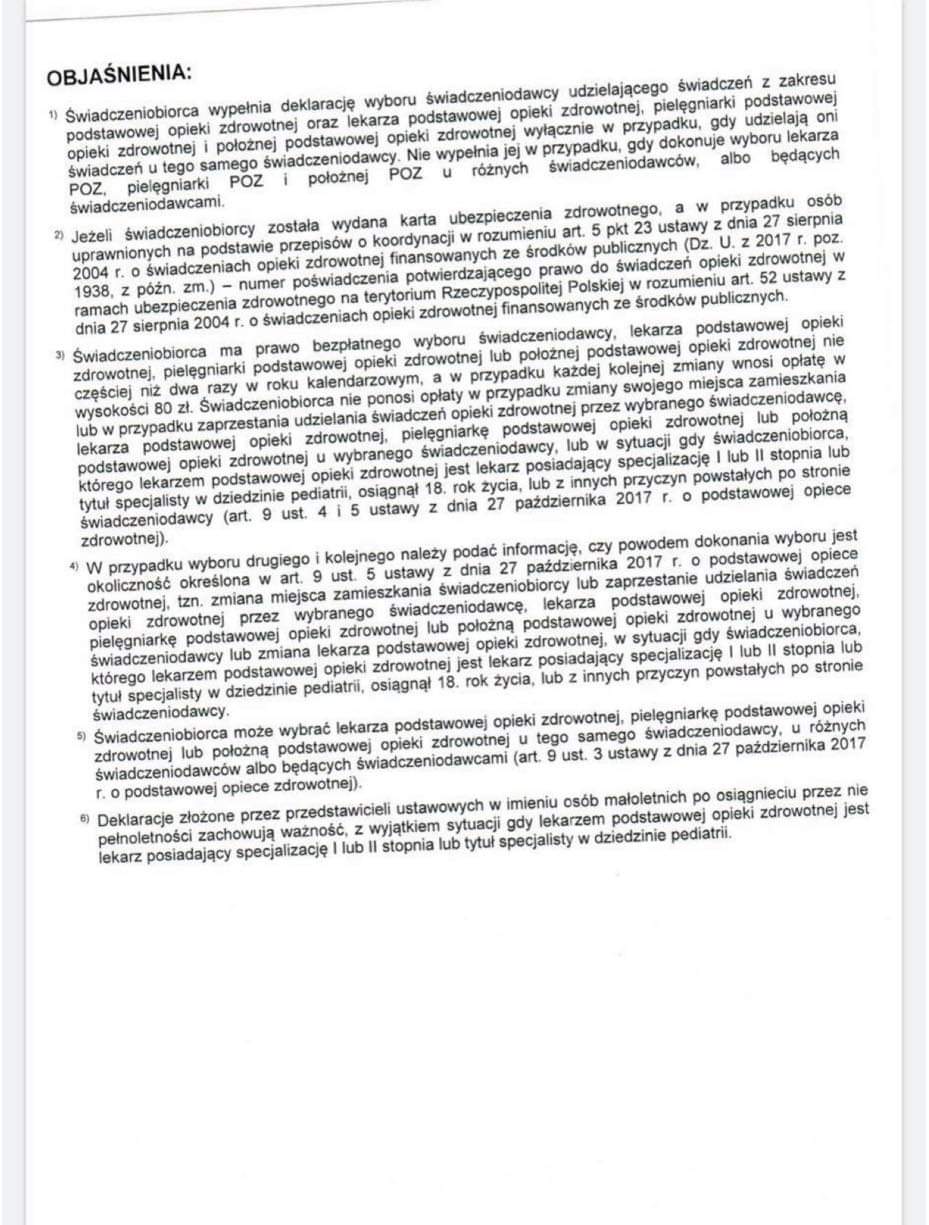 OBJAŚNIENIA:
1) Świadczeniobiorca wypełnia deklarację wyboru świadczeniodawcy udzielającego świadczeń z zakresu
podstawowej opieki zdrowotnej oraz lekarza podstawowej opieki zdrowotnej, pielęgniarki podstawowej
opieki zdrowotnej i położnej podstawowej opieki zdrowotnej wyłącznie w przypadku, gdy udzielają oni
świadczeń u tego samego świadczeniodawcy. Nie wypełnia jej w przypadku, gdy dokonuje wyboru lekarza
POZ, pielęgniarki POZ i położnej POZ u różnych świadczeniodawców, albo będących
świadczeniodawcami.
2) Jeżeli świadczeniobiorcy została wydana karta ubezpieczenia zdrowotnego, a w przypadku osób
uprawnionych na podstawie przepisów o koordynacji w rozumieniu art. 5 pkt 23 ustawy z dnia 27 sierpnia
2004 r. o świadczeniach opieki zdrowotnej finansowanych ze środków publicznych (Dz. U. z 2017 r. poz.
1938, z późn. zm.) – numer poświadczenia potwierdzającego prawo do świadczeń opieki zdrowotnej w
ramach ubezpieczenia zdrowotnego na terytorium Rzeczypospolitej Polskiej w rozumieniu art. 52 ustawy z
dnia 27 sierpnia 2004 r. o świadczeniach opieki zdrowotnej finansowanych ze środków publicznych.
3) Świadczeniobiorca ma prawo bezpłatnego wyboru świadczeniodawcy, lekarza podstawowej opieki
zdrowotnej, pielęgniarki podstawowej opieki zdrowotnej lub położnej podstawowej opieki zdrowotnej nie
częściej niż dwa razy w roku kalendarzowym, a w przypadku każdej kolejnej zmiany wnosi opłatę w
wysokości 80 zł. Świadczeniobiorca nie ponosi opłaty w przypadku zmiany swojego miejsca zamieszkania
lub w przypadku zaprzestania udzielania świadczeń opieki zdrowotnej przez wybranego świadczeniodawcę,
lekarza podstawowej opieki zdrowotnej, pielęgniarkę podstawowej opieki zdrowotnej lub położną
podstawowej opieki zdrowotnej u wybranego świadczeniodawcy, lub w sytuacji gdy świadczeniobiorca,
którego lekarzem podstawowej opieki zdrowotnej jest lekarz posiadający specjalizację I lub II stopnia lub
tytuł specjalisty w dziedzinie pediatrii, osiągnął 18. rok życia, lub z innych przyczyn powstałych po stronie
świadczeniodawcy (art. 9 ust. 4 i 5 ustawy z dnia 27 października 2017 r. o podstawowej opiece
zdrowotnej).
4) W przypadku wyboru drugiego i kolejnego należy podać informację, czy powodem dokonania wyboru jest
okoliczność określona w art. 9 ust. 5 ustawy z dnia 27 października 2017 r. o podstawowej opiece
zdrowotnej, tzn. zmiana miejsca zamieszkania świadczeniobiorcy lub zaprzestanie udzielania świadczeń
opieki zdrowotnej przez wybranego świadczeniodawcę, lekarza podstawowej opieki zdrowotnej,
pielęgniarkę podstawowej opieki zdrowotnej lub położną podstawowej opieki zdrowotnej u wybranego
świadczeniodawcy lub zmiana lekarza podstawowej opieki zdrowotnej, w sytuacji gdy świadczeniobiorca,
którego lekarzem podstawowej opieki zdrowotnej jest lekarz posiadający specjalizację I lub II stopnia lub
tytuł specjalisty w dziedzinie pediatrii, osiągnął 18. rok życia, lub z innych przyczyn powstałych po stronie
świadczeniodawcy.
5) Świadczeniobiorca może wybrać lekarza podstawowej opieki zdrowotnej, pielęgniarkę podstawowej opieki
zdrowotnej lub położną podstawowej opieki zdrowotnej u tego samego świadczeniodawcy, u różnych
świadczeniodawców albo będących świadczeniodawcami (art. 9 ust. 3 ustawy z dnia 27 października 2017
r. o podstawowej opiece zdrowotnej).
6) Deklaracje złożone przez przedstawicieli ustawowych w imieniu osób małoletnich po osiągnieciu przez nie
pełnoletności zachowują ważność, z wyjątkiem sytuacji gdy lekarzem podstawowej opieki zdrowotnej jest
lekarz posiadający specjalizację I lub II stopnia lub tytuł specjalisty w dziedzinie pediatrii.